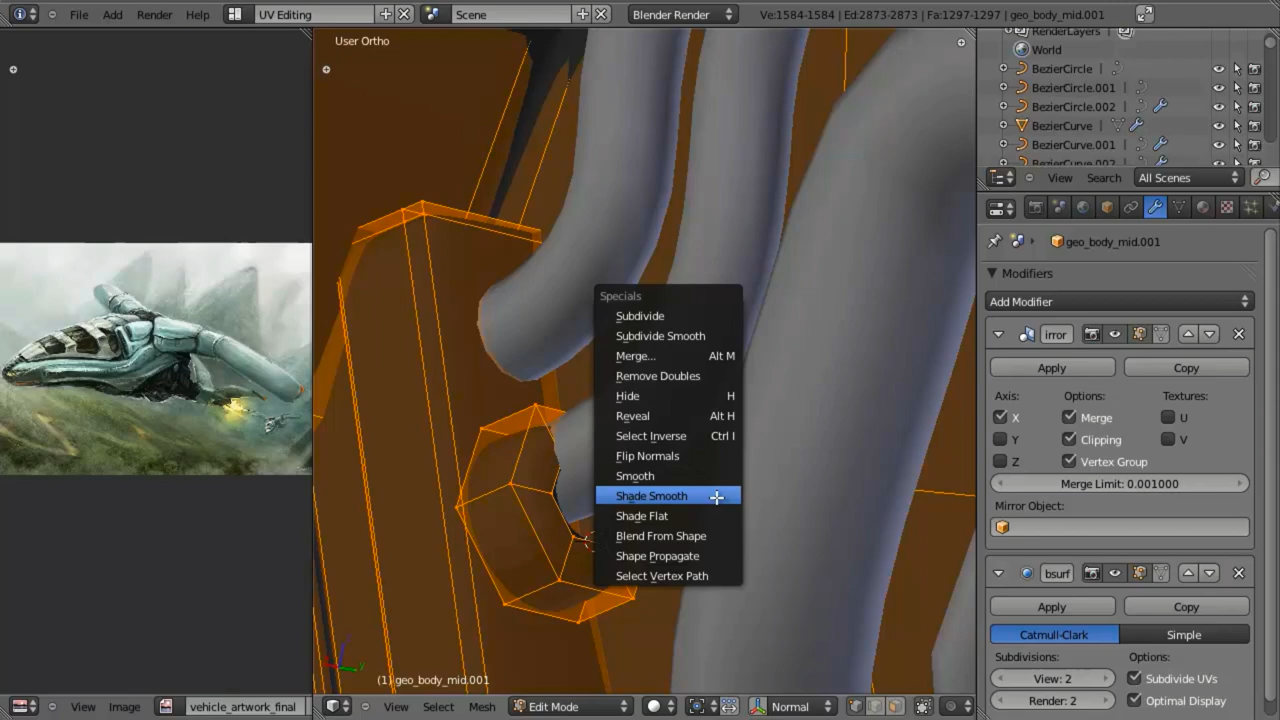 File Add Render Help UV Editing Scene Blender Render Ve:1584-1584 | Ed:2873-2873 | Fa:1297-1297 | geo_body_mid.001
User Ortho
RenderLayers
World
BezierCircle
BezierCircle.001
BezierCircle.002
BezierCurve
BezierCurve.001
BezierCurve.002
View Search All Scenes
geo_body_mid.001
Modifiers
Add Modifier
irror
Apply Copy
Axis: Options: Textures:
X Merge U
Y Clipping V
Z Vertex Group
Merge Limit: 0.001000
Mirror Object:
bsurf
Apply Copy
Catmull-Clark Simple
Subdivisions: Options:
View: 2 Subdivide UVs
Render: 2 Optimal Display
Specials
Subdivide
Subdivide Smooth
Merge... Alt M
Remove Doubles
Hide H
Reveal Alt H
Select Inverse Ctrl I
Flip Normals
Smooth
Shade Smooth
Shade Flat
Blend From Shape
Shape Propagate
Select Vertex Path
(1) geo_body_mid.001
View Image vehicle_artwork_final View Select Mesh Edit Mode Normal